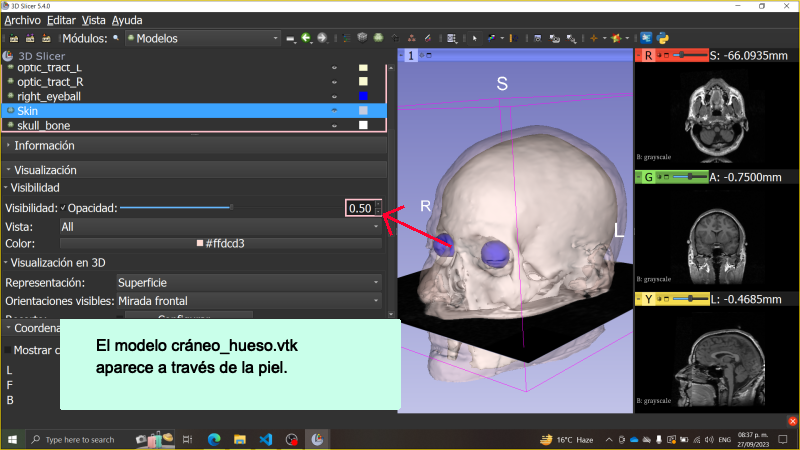 3D Slicer 5.4.0
Archivo Editar Vista Ayuda
Módulos: Modelos
3D Slicer
optic_tract_L
optic_tract_R
right_eyeball
Skin
skull_bone
Información
Visualización
Visibilidad
Visibilidad: Opacidad: 0.50
Vista: All
Color: #ffdcd3
Visualización en 3D
Representación: Superficie
Orientaciones visibles: Mirada frontal
Coordena
Mostrar c
L
F
B
El modelo cráneo_hueso.vtk
aparece a través de la piel.
1
S
R
L
R S: -66.0935mm
B: grayscale
G A: -0.7500mm
B: grayscale
Y L: -0.4685mm
B: grayscale
Type here to search
16°C Haze
ENG
08:37 p. m.
27/09/2023